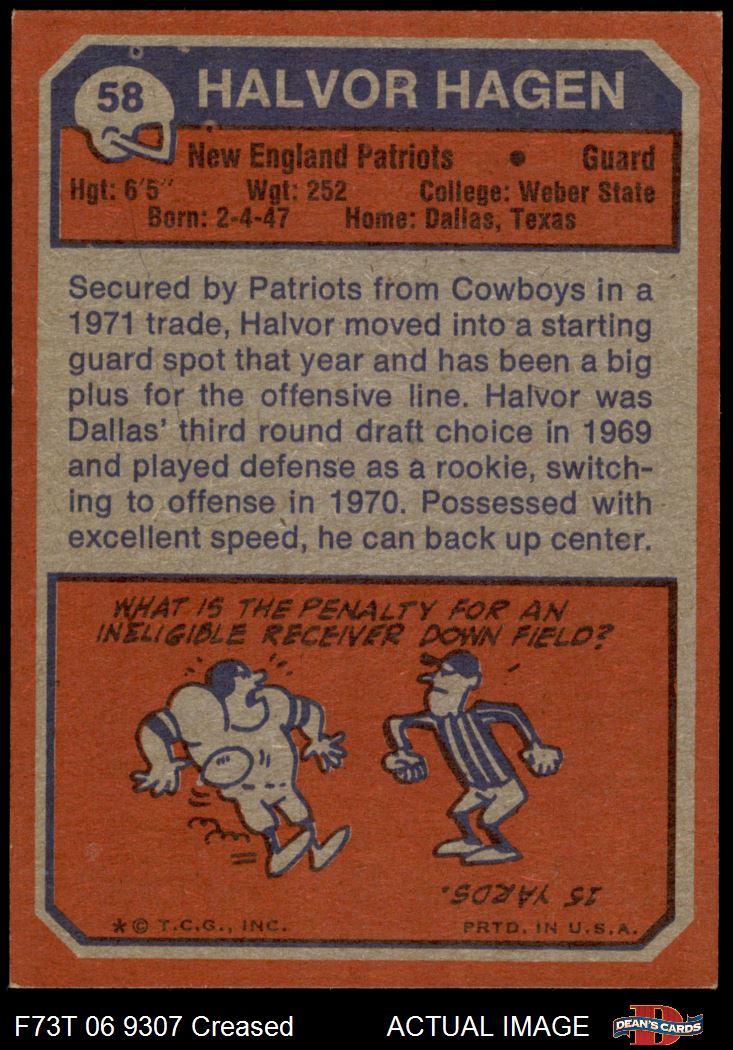 58
HALVOR HAGEN
New England Patriots • Guard
Hgt: 6'5" Wgt: 252 College: Weber State
Born: 2-4-47 Home: Dallas, Texas
Secured by Patriots from Cowboys in a
1971 trade, Halvor moved into a starting
guard spot that year and has been a big
plus for the offensive line. Halvor was
Dallas' third round draft choice in 1969
and played defense as a rookie, switch-
ing to offense in 1970. Possessed with
excellent speed, he can back up center.
WHAT IS THE PENALTY FOR AN
INELIGIBLE RECEIVER DOWN FIELD?
15 YARDS.
*© T.C.G., INC. PRTD. IN U.S.A.
F73T 06 9307 Creased ACTUAL IMAGE
D
DEAN'S CARDS